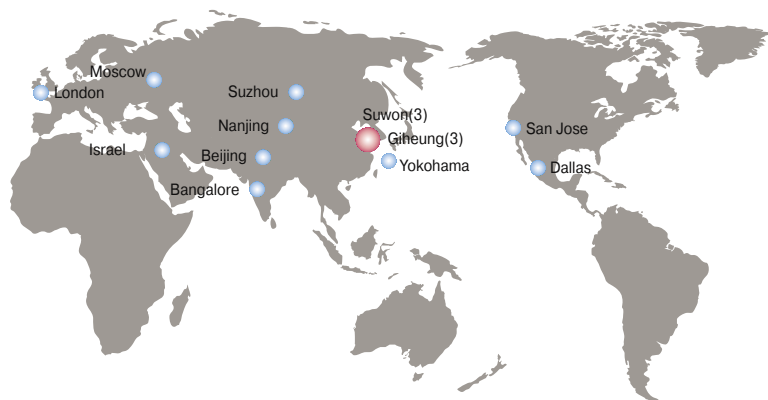 Moscow
London
Suzhou
Suwon(3)
Nanjing
Giheung(3)
San Jose
Israel
Beijing
Yokohama
Dallas
Bangalore